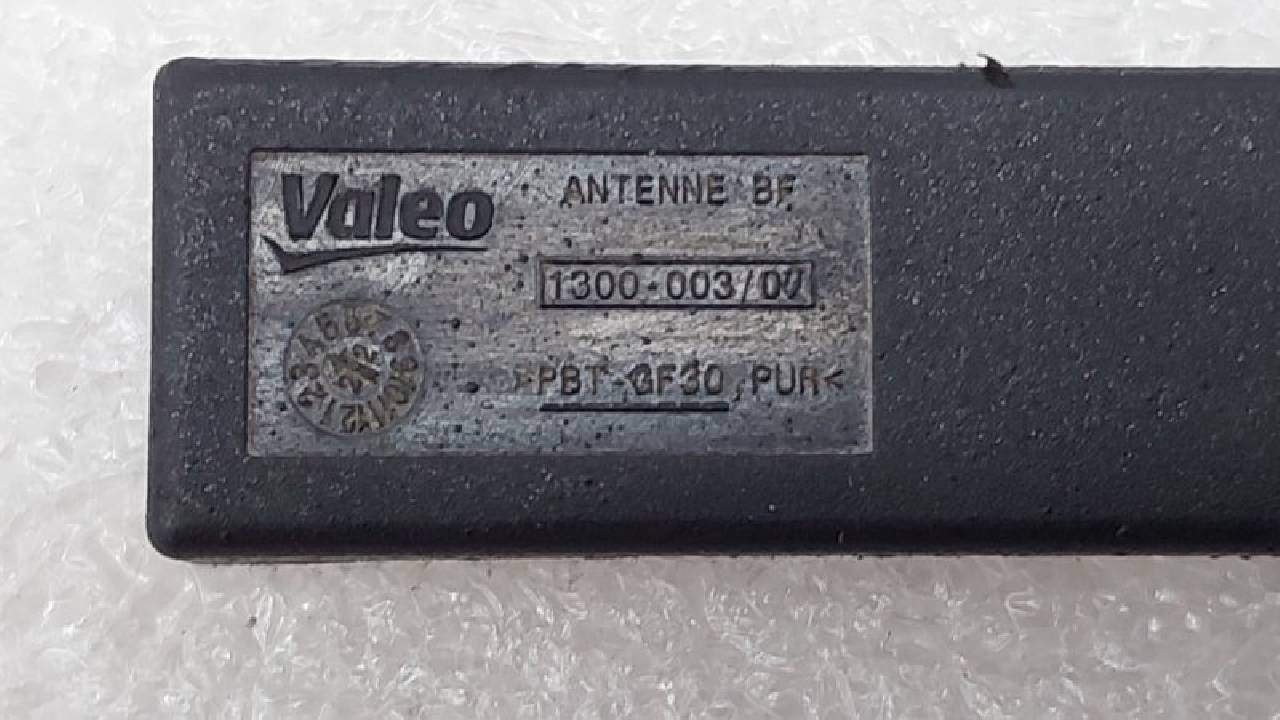 Valeo
ANTENNE BF
1300-003/07
>PBT-GF30,PUR<